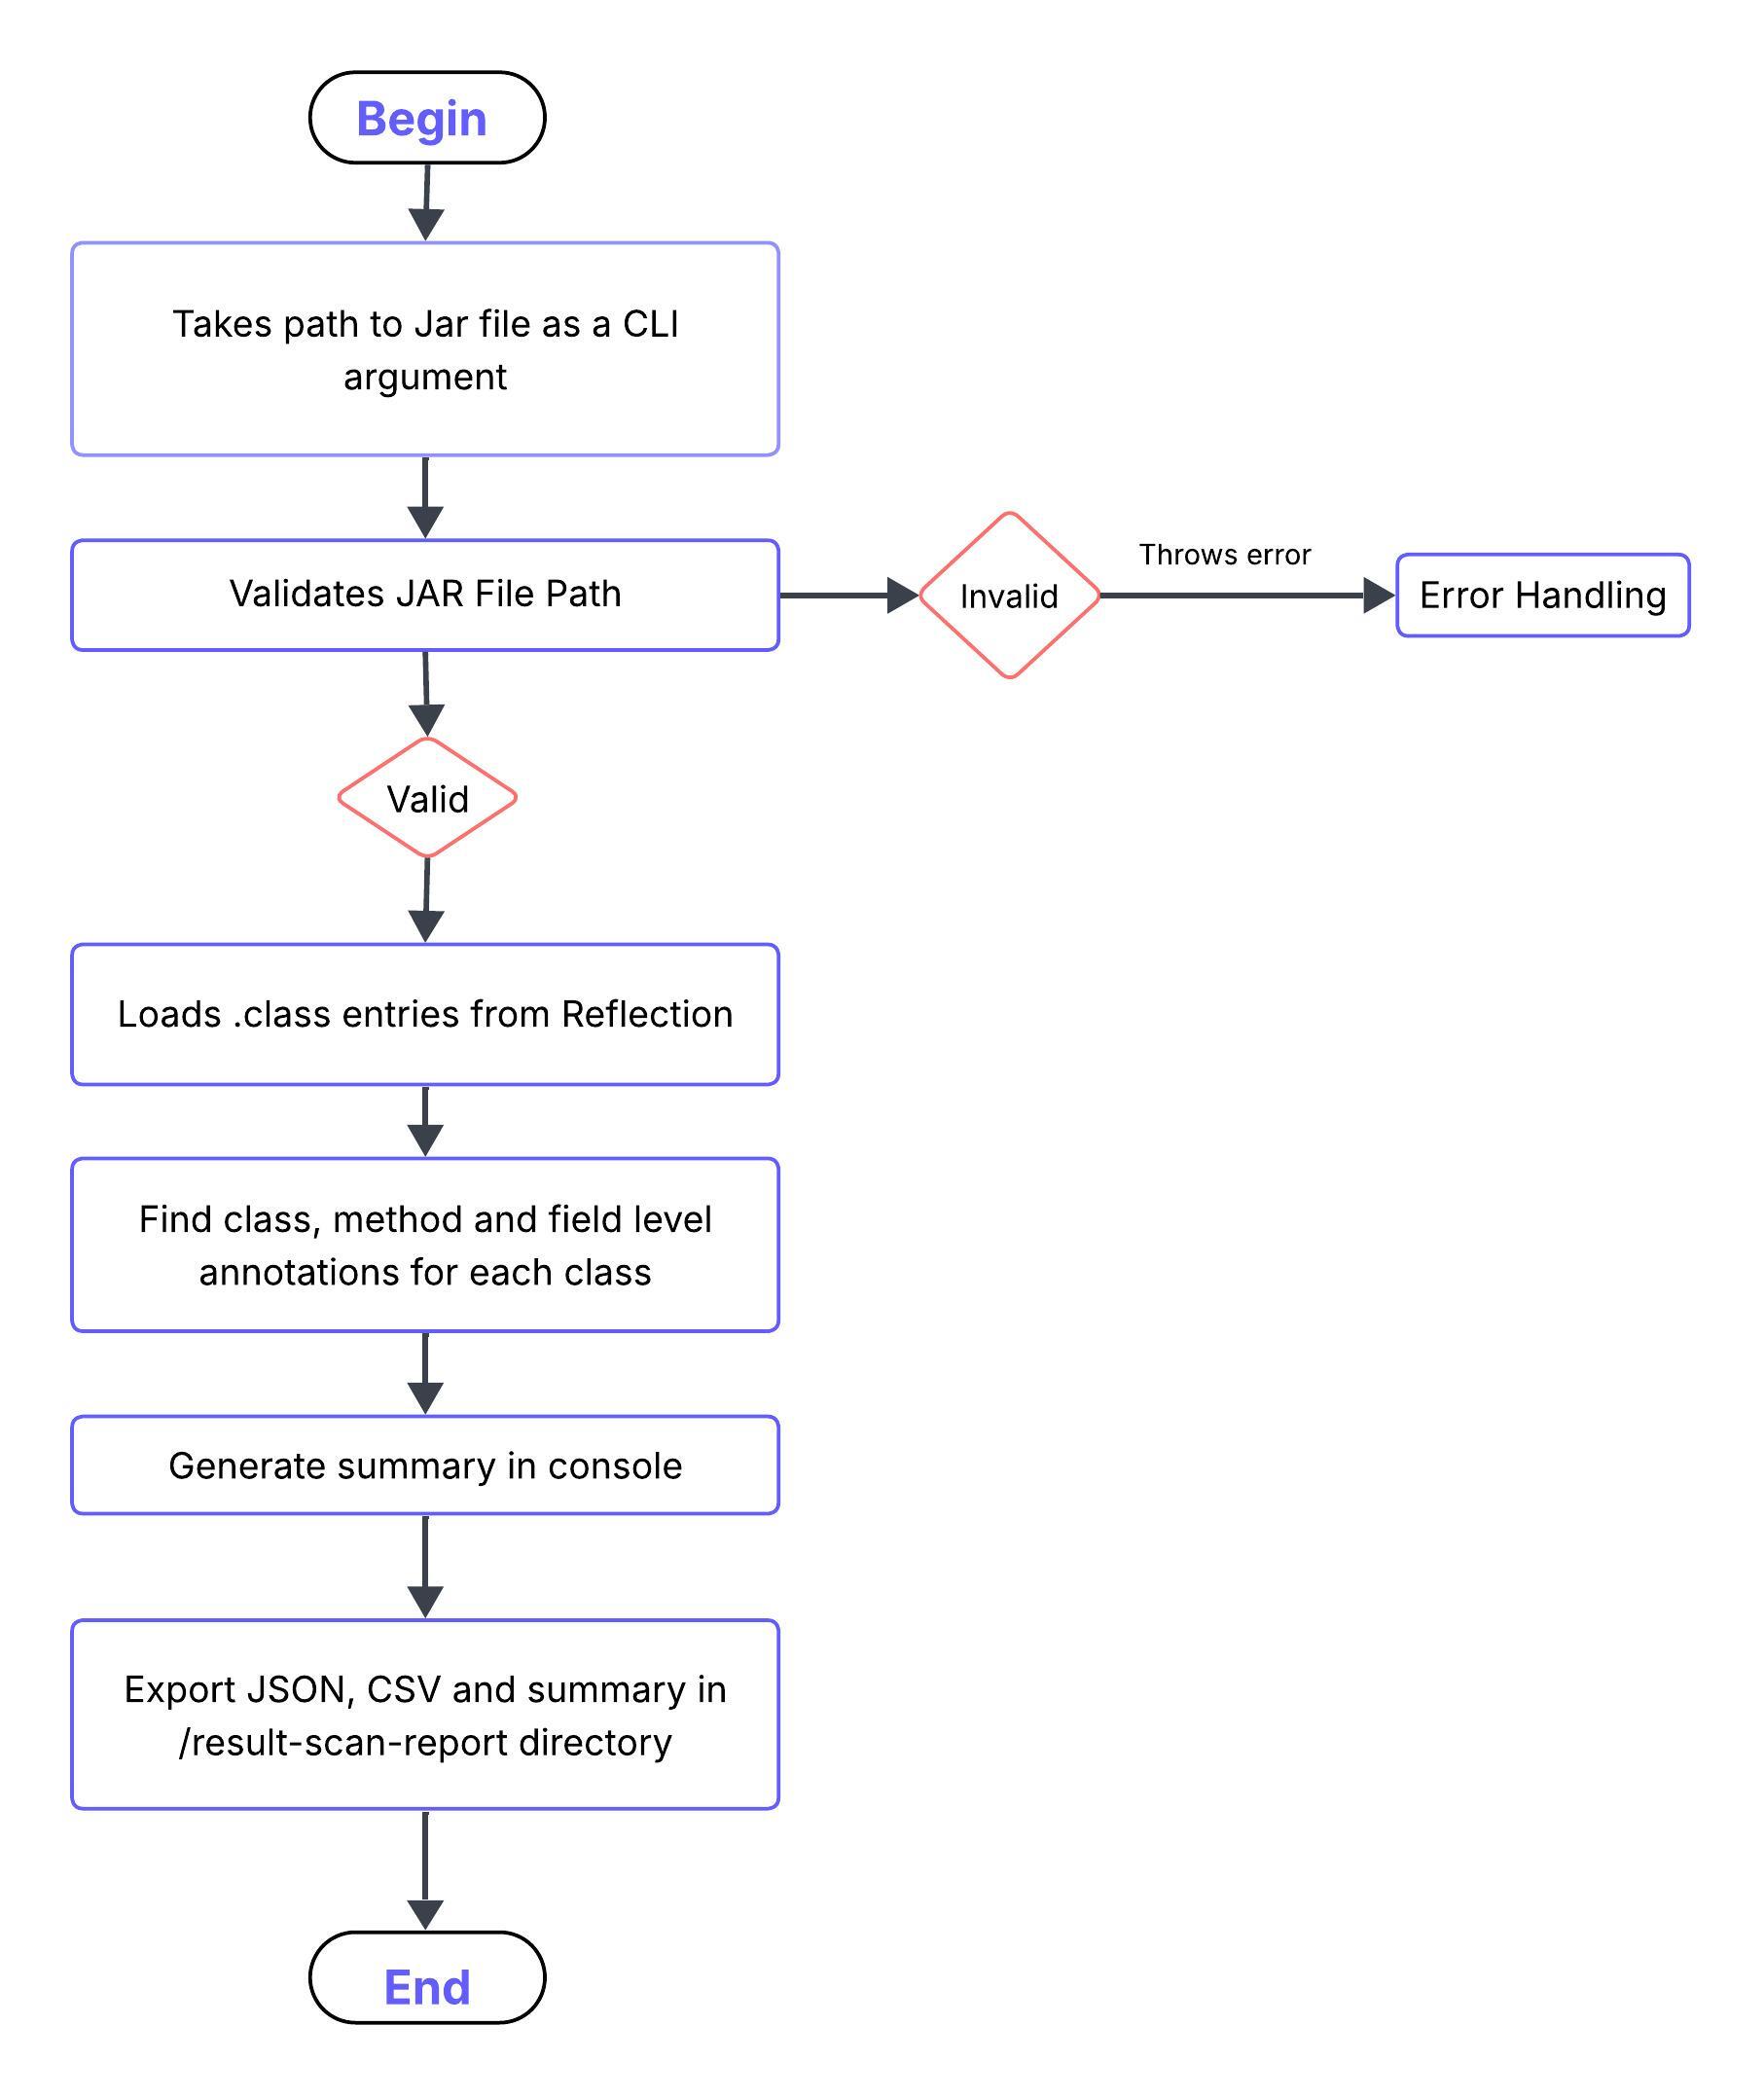 Begin
Takes path to Jar file as a CLI
argument
Validates JAR File Path
Invalid
Throws error
Error Handling
Valid
Loads .class entries from Reflection
Find class, method and field level
annotations for each class
Generate summary in console
Export JSON, CSV and summary in
/result-scan-report directory
End